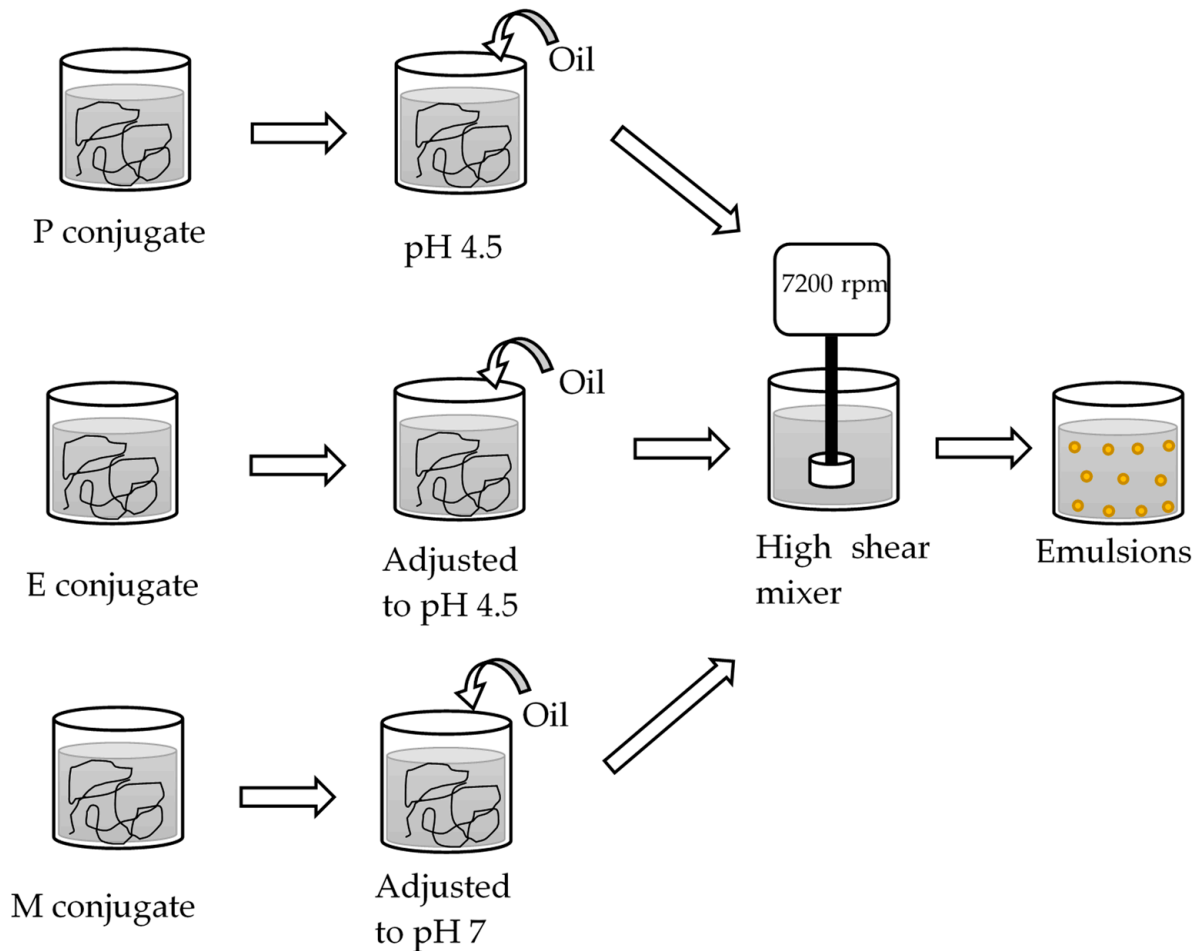 Oil
P conjugate
pH 4.5
7200 rpm
Oil
E conjugate
Adjusted
to pH 4.5
High shear
mixer
Emulsions
Oil
M conjugate
Adjusted
to pH 7